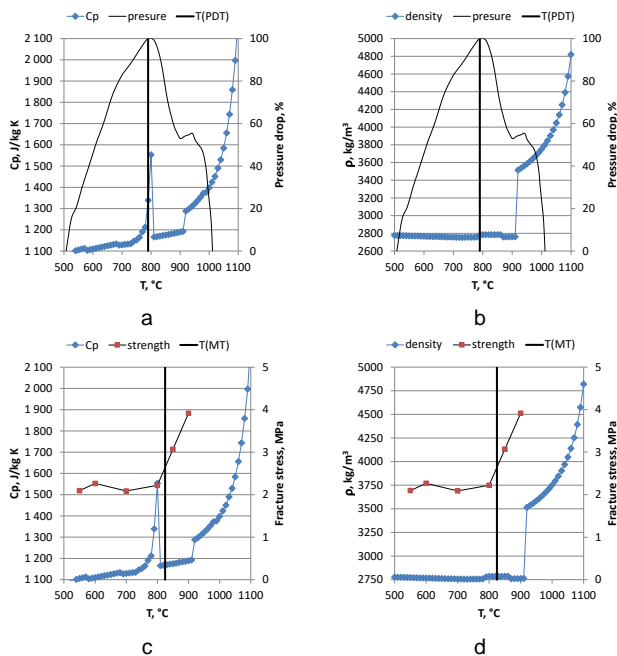 Cp presure T(PDT)
2 100 100
2 000
1 900 80
1 800
1 700 60
1 600
1 500 40
1 400
1 300 20
1 200
1 100 0
Cp, J/kg K
Pressure drop, %
500 600 700 800 900 1000 1100
T, °C
a
density presure T(PDT)
5000 100
4800
4600 80
4400
4200
4000 60
3800
3600 40
3400
3200
3000 20
2800
2600 0
ρ, kg/m³
Pressure drop, %
500 600 700 800 900 1000 1100
T, °C
b
Cp strength T(MT)
2 100 5
2 000
1 900 4
1 800
1 700 3
1 600
1 500 2
1 400
1 300 1
1 200
1 100 0
Cp, J/kg K
Fracture stress, MPa
500 600 700 800 900 1000 1100
T, °C
c
density strength T(MT)
5000 5
4750
4500 4
4250
4000 3
3750
3500 2
3250
3000 1
2750 0
ρ, kg/m³
Fracture stress, MPa
500 600 700 800 900 1000 1100
T, °C
d